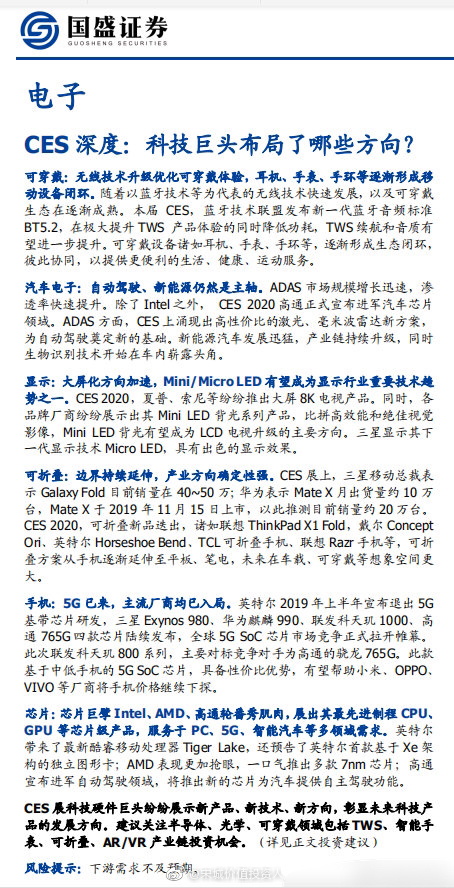 国盛证券
GUOSHENG SECURITIES
电子
CES 深度：科技巨头布局了哪些方向？
可穿戴：无线技术升级优化可穿戴体验，耳机、手表、手环等逐渐形成移
动设备闭环。随着以蓝牙技术等为代表的无线技术快速发展，以及可穿戴
生态在逐渐成熟。本届 CES，蓝牙技术联盟发布新一代蓝牙音频标准
BT5.2，在极大提升 TWS 产品体验的同时降低功耗，TWS 续航和音质有
望进一步提升。可穿戴设备诸如耳机、手表、手环等，逐渐形成生态闭环，
彼此协同，以提供更便利的生活、健康、运动服务。
汽车电子：自动驾驶、新能源仍然是主轴。ADAS 市场规模增长迅速，渗
透率快速提升。除了 Intel 之外， CES 2020 高通正式宣布进军汽车芯片
领域。ADAS 方面，CES 上涌现出高性价比的激光、毫米波雷达新方案，
为自动驾驶奠定新的基础。新能源汽车发展迅猛，产业链持续升级，同时
生物识别技术开始在车内崭露头角。
显示：大屏化方向加速，Mini/Micro LED 有望成为显示行业重要技术趋
势之一。CES 2020，夏普、索尼等纷纷推出大屏 8K 电视产品。同时，各
品牌厂商纷纷展示出其 Mini LED 背光系列产品，比拼高效能和绝佳视觉
影像，Mini LED 背光有望成为 LCD 电视升级的主要方向。三星显示其下
一代显示技术 Micro LED，具有出色的显示效果。
可折叠：边界持续延伸，产业方向确定性强。CES 展上，三星移动总裁表
示 Galaxy Fold 目前销量在 40~50 万；华为表示 Mate X 月出货量约 10 万
台，Mate X 于 2019 年 11 月 15 日上市，以此推测目前销量约 20 万台。
CES 2020，可折叠新品迭出，诸如联想 ThinkPad X1 Fold，戴尔 Concept
Ori、英特尔 Horseshoe Bend、TCL 可折叠手机、联想 Razr 手机等，可折
叠方案从手机逐渐延伸至平板、笔电，未来在车载、可穿戴等想象空间更
大。
手机：5G 已来，主流厂商均已入局。英特尔 2019 年上半年宣布退出 5G
基带芯片研发，三星 Exynos 980、华为麒麟 990、联发科天玑 1000、高
通 765G 四款芯片陆续发布，全球 5G SoC 芯片市场竞争正式拉开帷幕。
此次联发科天玑 800 系列，主要对标竞争对手为高通的骁龙 765G。此款
基于中低手机的 5G SoC 芯片，具备性价比优势，有望帮助小米、OPPO、
VIVO 等厂商将手机价格继续下探。
芯片：芯片巨擘 Intel、AMD、高通轮番秀肌肉，展出其最先进制程 CPU、
GPU 等芯片级产品，服务于 PC、5G、智能汽车等多领域需求。英特尔
带来了最新酷睿移动处理器 Tiger Lake，还预告了英特尔首款基于 Xe 架
构的独立图形卡；AMD 表现更加抢眼，一口气推出多款 7nm 芯片；高通
宣布进军自动驾驶领域，将推出新的芯片为汽车提供自主驾驶功能。
CES 展科技硬件巨头纷纷展示新产品、新技术、新方向，彰显未来科技产
品的发展方向。建议关注半导体、光学、可穿戴领域包括 TWS、智能手
表、可折叠、AR/VR 产业链投资机会。（详见正文投资建议）
风险提示：下游需求不及预期。